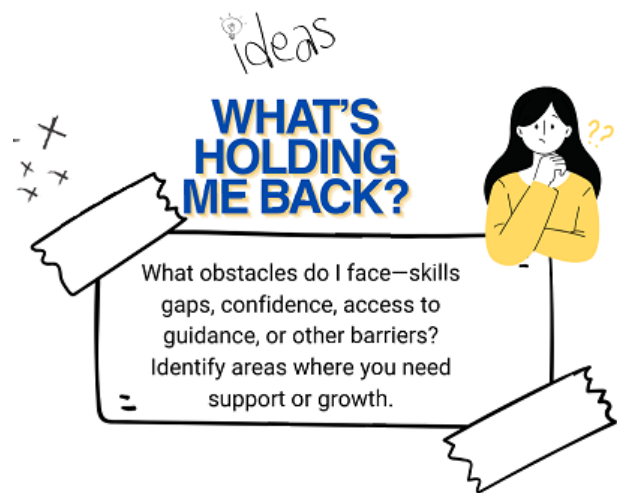 ideas
WHAT'S
HOLDING
ME BACK?
??
What obstacles do I face—skills
gaps, confidence, access to
guidance, or other barriers?
Identify areas where you need
support or growth.